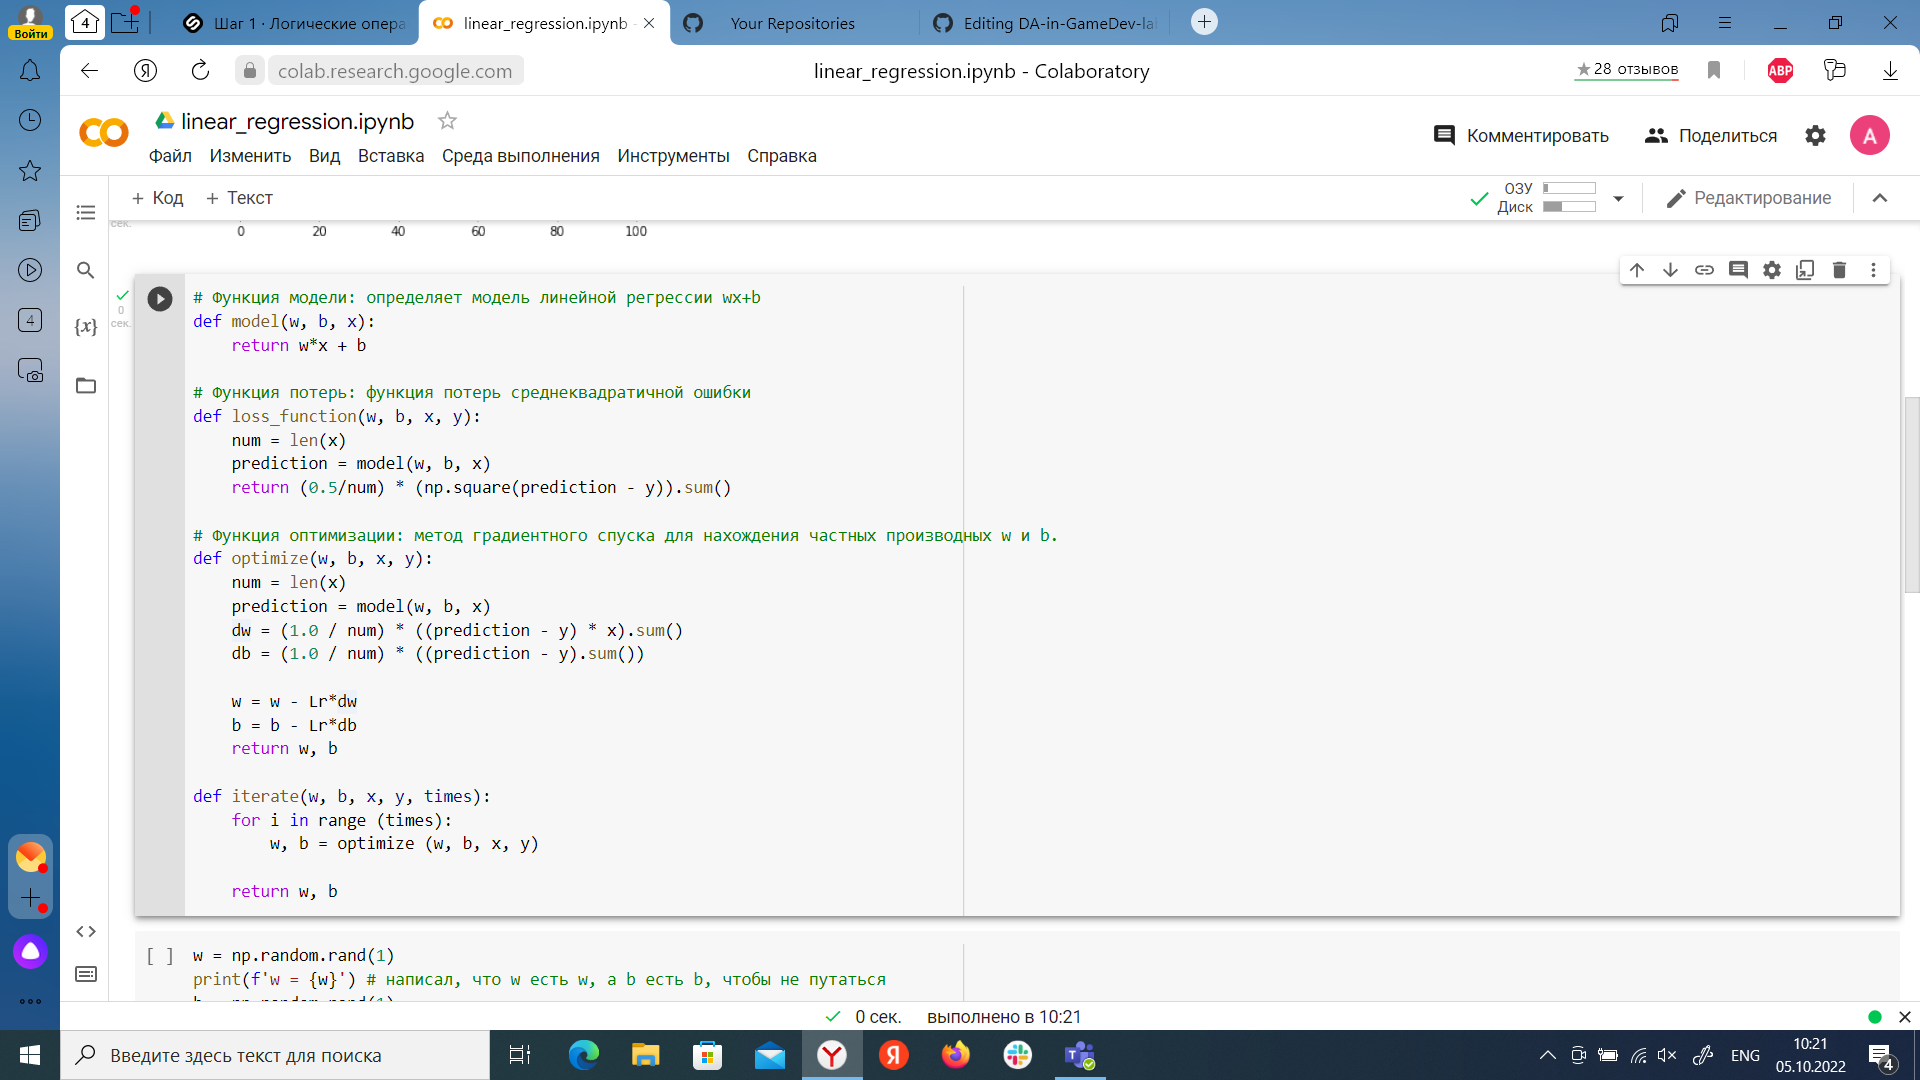 Войти
4
Шаг 1 · Логические опера
linear_regression.ipynb -
Your Repositories
Editing DA-in-GameDev-la
colab.research.google.com
linear_regression.ipynb - Colaboratory
28 отзывов
ABP
linear_regression.ipynb
Файл Изменить Вид Вставка Среда выполнения Инструменты Справка
Комментировать
Поделиться
A
+ Код + Текст
ОЗУ
Диск
Редактирование
сек.
0 20 40 60 80 100
0
сек.
{x}
4
# Функция модели: определяет модель линейной регрессии wx+b
def model(w, b, x):
    return w*x + b
# Функция потерь: функция потерь среднеквадратичной ошибки
def loss_function(w, b, x, y):
    num = len(x)
    prediction = model(w, b, x)
    return (0.5/num) * (np.square(prediction - y)).sum()
# Функция оптимизации: метод градиентного спуска для нахождения частных производных w и b.
def optimize(w, b, x, y):
    num = len(x)
    prediction = model(w, b, x)
    dw = (1.0 / num) * ((prediction - y) * x).sum()
    db = (1.0 / num) * ((prediction - y).sum())
    w = w - Lr*dw
    b = b - Lr*db
    return w, b
def iterate(w, b, x, y, times):
    for i in range (times):
        w, b = optimize (w, b, x, y)
    return w, b
[ ] w = np.random.rand(1)
print(f'w = {w}') # написал, что w есть w, а b есть b, чтобы не путаться
b = np.random.rand(1)
0 сек. выполнено в 10:21
Введите здесь текст для поиска
ENG
10:21
05.10.2022
4